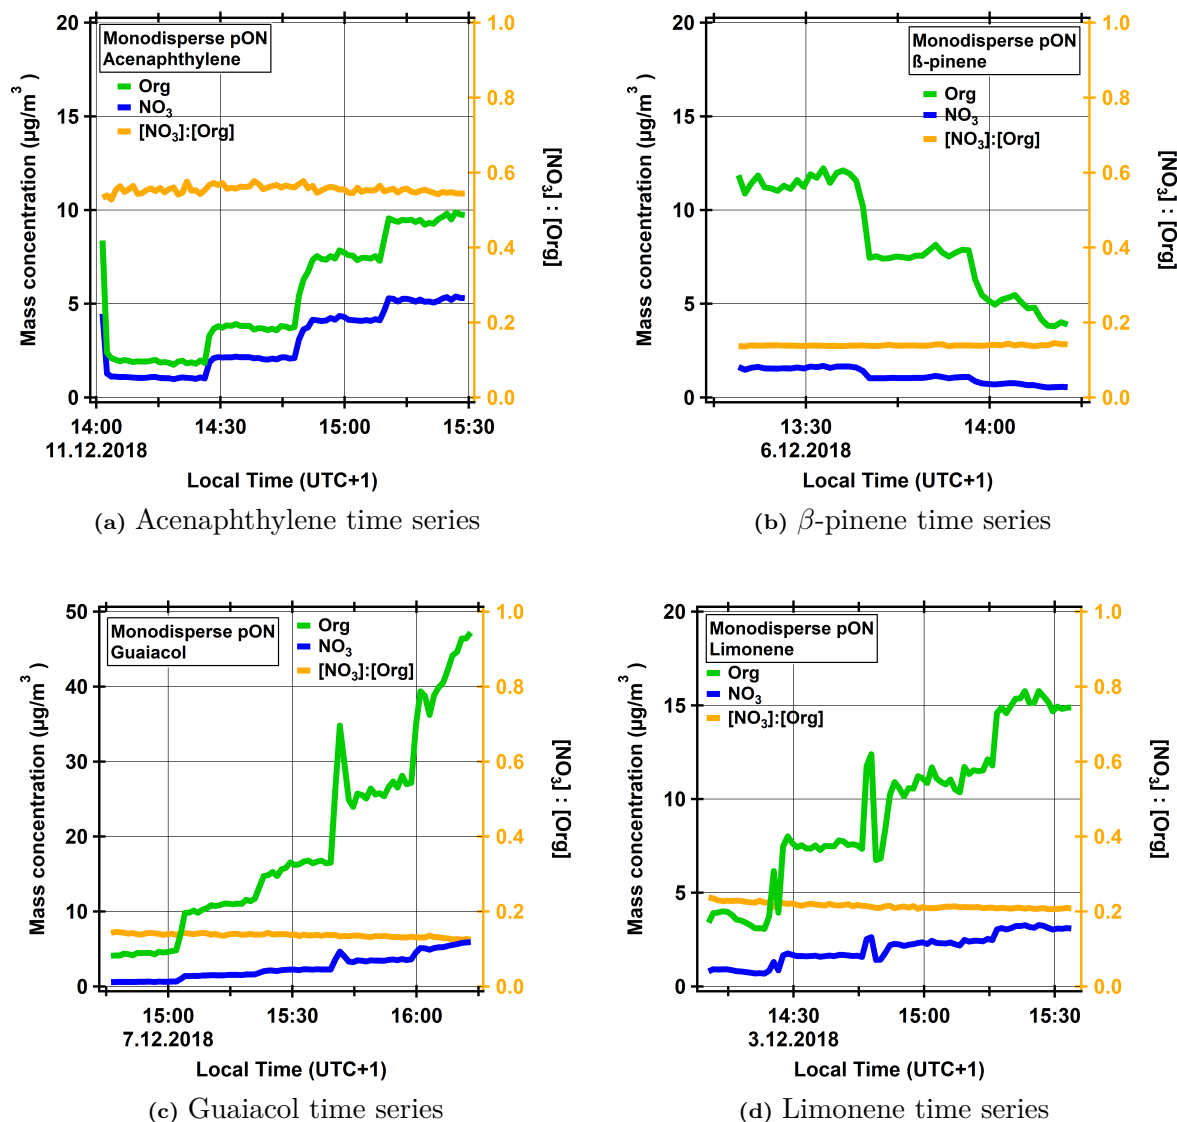 Monodisperse pON
Acenaphthylene
Org
NO3
[NO3]:[Org]
Mass concentration (µg/m3 )
20
15
10
5
0
1.0
0.8
0.6
0.4
0.2
0.0
[NO3] : [Org]
14:00
14:30
15:00
15:30
11.12.2018
Local Time (UTC+1)
(a) Acenaphthylene time series
Monodisperse pON
ß-pinene
Org
NO3
[NO3]:[Org]
Mass concentration (µg/m3 )
20
15
10
5
0
1.0
0.8
0.6
0.4
0.2
0.0
[NO3] : [Org]
13:30
14:00
6.12.2018
Local Time (UTC+1)
(b) β-pinene time series
Monodisperse pON
Guaiacol
Org
NO3
[NO3]:[Org]
Mass concentration (µg/m3 )
50
40
30
20
10
0
1.0
0.8
0.6
0.4
0.2
0.0
[NO3] : [Org]
15:00
15:30
16:00
7.12.2018
Local Time (UTC+1)
(c) Guaiacol time series
Monodisperse pON
Limonene
Org
NO3
[NO3]:[Org]
Mass concentration (µg/m3 )
20
15
10
5
0
1.0
0.8
0.6
0.4
0.2
0.0
[NO3] : [Org]
14:30
15:00
15:30
3.12.2018
Local Time (UTC+1)
(d) Limonene time series